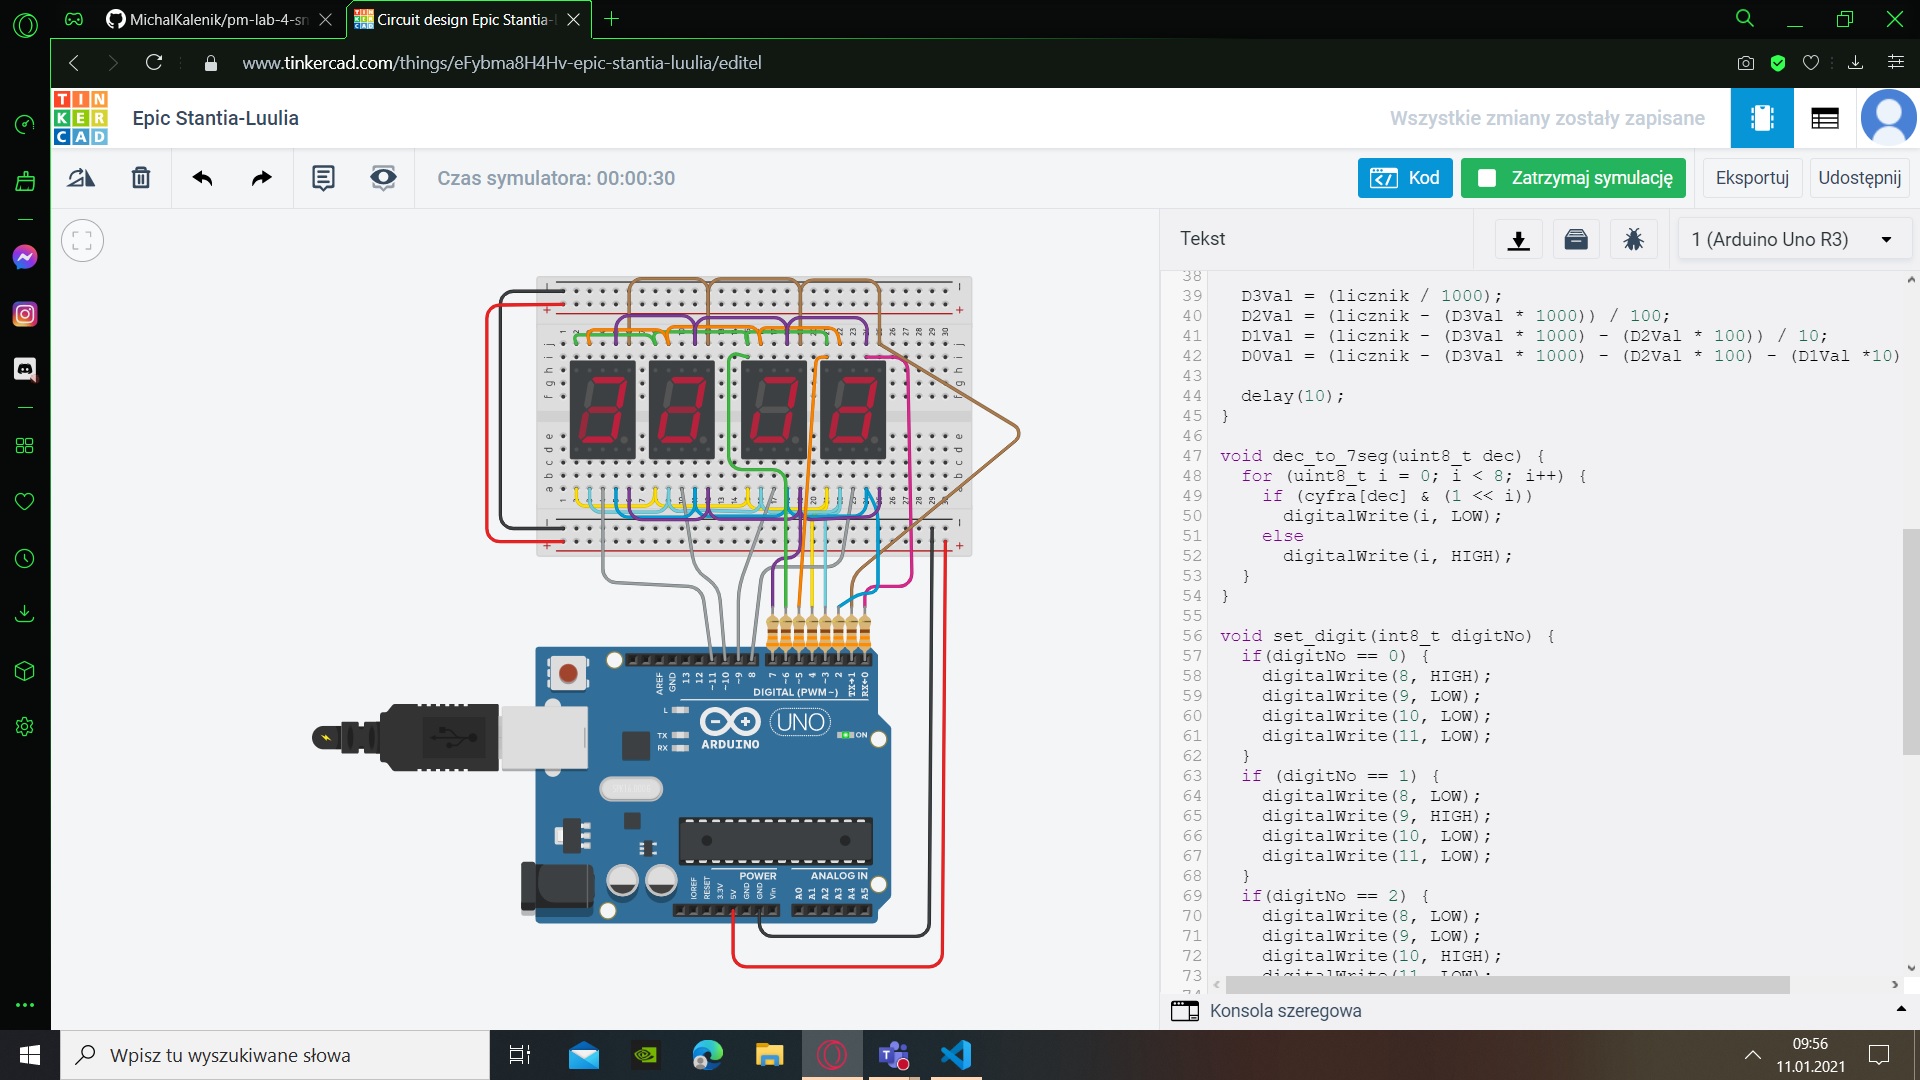 MichalKalenik/pm-lab-4-sn
Circuit design Epic Stantia-
www.tinkercad.com/things/eFybma8H4Hv-epic-stantia-luulia/editel
TIN
KER
CAD
Epic Stantia-Luulia
Wszystkie zmiany zostały zapisane
Czas symulatora: 00:00:30
Kod
Zatrzymaj symulację
Eksportuj
Udostępnij
Tekst
1 (Arduino Uno R3)
38
39 D3Val = (licznik / 1000);
40 D2Val = (licznik - (D3Val * 1000)) / 100;
41 D1Val = (licznik - (D3Val * 1000) - (D2Val * 100)) / 10;
42 D0Val = (licznik - (D3Val * 1000) - (D2Val * 100) - (D1Val *10)
43
44 delay(10);
45 }
46
47 void dec_to_7seg(uint8_t dec) {
48 for (uint8_t i = 0; i < 8; i++) {
49 if (cyfra[dec] & (1 << i))
50 digitalWrite(i, LOW);
51 else
52 digitalWrite(i, HIGH);
53 }
54 }
55
56 void set_digit(int8_t digitNo) {
57 if(digitNo == 0) {
58 digitalWrite(8, HIGH);
59 digitalWrite(9, LOW);
60 digitalWrite(10, LOW);
61 digitalWrite(11, LOW);
62 }
63 if (digitNo == 1) {
64 digitalWrite(8, LOW);
65 digitalWrite(9, HIGH);
66 digitalWrite(10, LOW);
67 digitalWrite(11, LOW);
68 }
69 if(digitNo == 2) {
70 digitalWrite(8, LOW);
71 digitalWrite(9, LOW);
72 digitalWrite(10, HIGH);
73 digitalWrite(11, LOW);
74
AREF
GND
13
12
~11
~10
~9
8
7
~6
~5
4
~3
2
TX→1
RX←0
DIGITAL (PWM~)
L
TX
RX
ARDUINO
UNO
ON
POWER
ANALOG IN
IOREF
RESET
3.3V
5V
GND
GND
Vin
A0
A1
A2
A3
A4
A5
Konsola szeregowa
Wpisz tu wyszukiwane słowa
09:56
11.01.2021